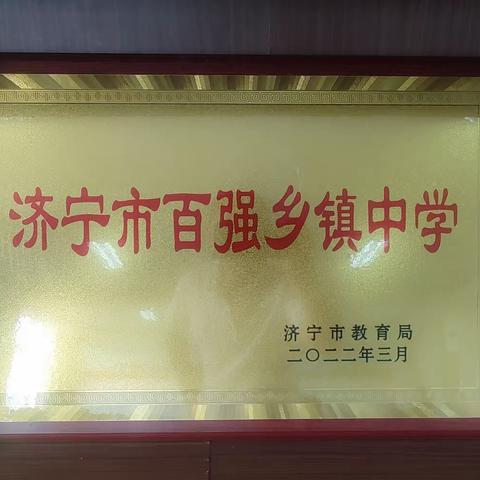 济宁市百强乡镇中学
济宁市教育局
二〇二二年三月